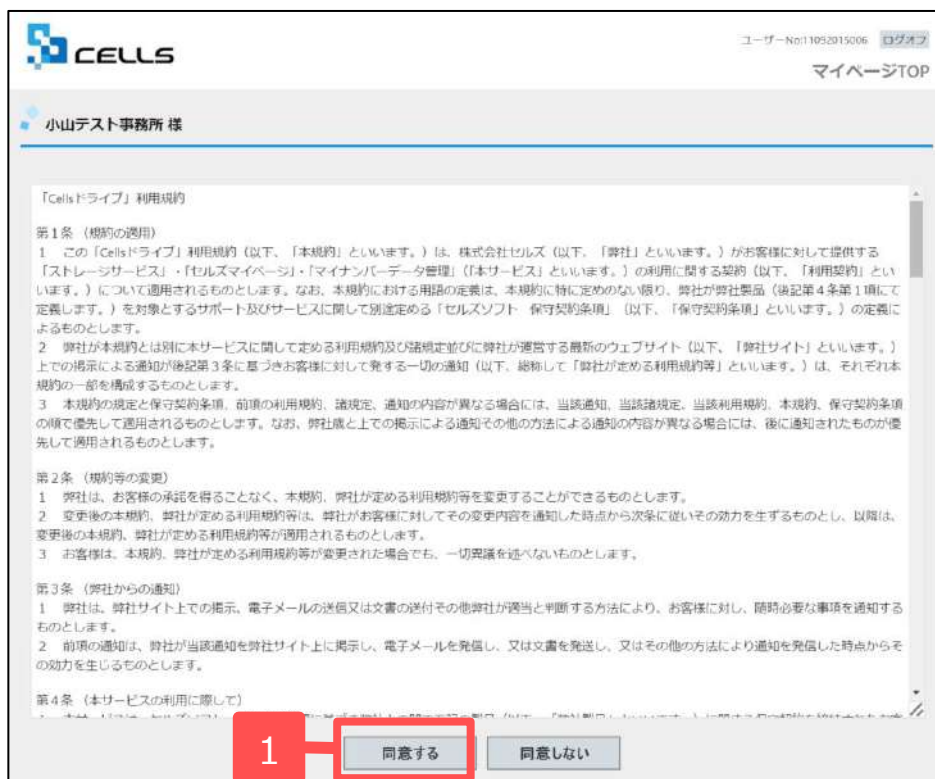 CELLS
ユーザーNo:11092015006 ログオフ
マイページTOP
小山テスト事務所 様
「Cellsドライブ」利用規約
第1条 (規約の適用)
1 この「Cellsドライブ」利用規約(以下、「本規約」といいます。)は、株式会社セルズ(以下、「弊社」といいます。)がお客様に対して提供する
「ストレージサービス」・「セルズマイページ」・「マイナンバーデータ管理」(「本サービス」といいます。)の利用に関する契約(以下、「利用契約」とい
います。)について適用されるものとします。なお、本規約における用語の定義は、本規約に特に定めのない限り、弊社が弊社製品(後記第4条第1項にて
定義します。)を対象とするサポート及びサービスに関して別途定める「セルズソフト 保守契約条項」(以下、「保守契約条項」といいます。)の定義に
よるものとします。
2 弊社が本規約とは別に本サービスに関して定める利用規約及び諸規定並びに弊社が運営する最新のウェブサイト(以下、「弊社サイト」といいます。)
上での掲示による通知が後記第3条に基づきお客様に対して発する一切の通知(以下、総称して「弊社が定める利用規約等」といいます。)は、それぞれ本
規約の一部を構成するものとします。
3 本規約の規定と保守契約条項、前項の利用規約、諸規定、通知の内容が異なる場合には、当該通知、当該諸規定、当該利用規約、本規約、保守契約条項
の順で優先して適用されるものとします。なお、弊社歳と上での掲示による通知その他の方法による通知の内容が異なる場合には、後に通知されたものが優
先して適用されるものとします。
第2条 (規約等の変更)
1 弊社は、お客様の承諾を得ることなく、本規約、弊社が定める利用規約等を変更することができるものとします。
2 変更後の本規約、弊社が定める利用規約等は、弊社がお客様に対してその変更内容を通知した時点から次条に従いその効力を生ずるものとし、以降は、
変更後の本規約、弊社が定める利用規約等が適用されるものとします。
3 お客様は、本規約、弊社が定める利用規約等が変更された場合でも、一切異議を述べないものとします。
第3条 (弊社からの通知)
1 弊社は、弊社サイト上での掲示、電子メールの送信又は文書の送付その他弊社が適当と判断する方法により、お客様に対し、随時必要な事項を通知する
ものとします。
2 前項の通知は、弊社が当該通知を弊社サイト上に掲示し、電子メールを発信し、又は文書を発送し、又はその他の方法により通知を発信した時点からそ
の効力を生じるものとします。
第4条 (本サービスの利用に際して)
1 同意する 同意しない